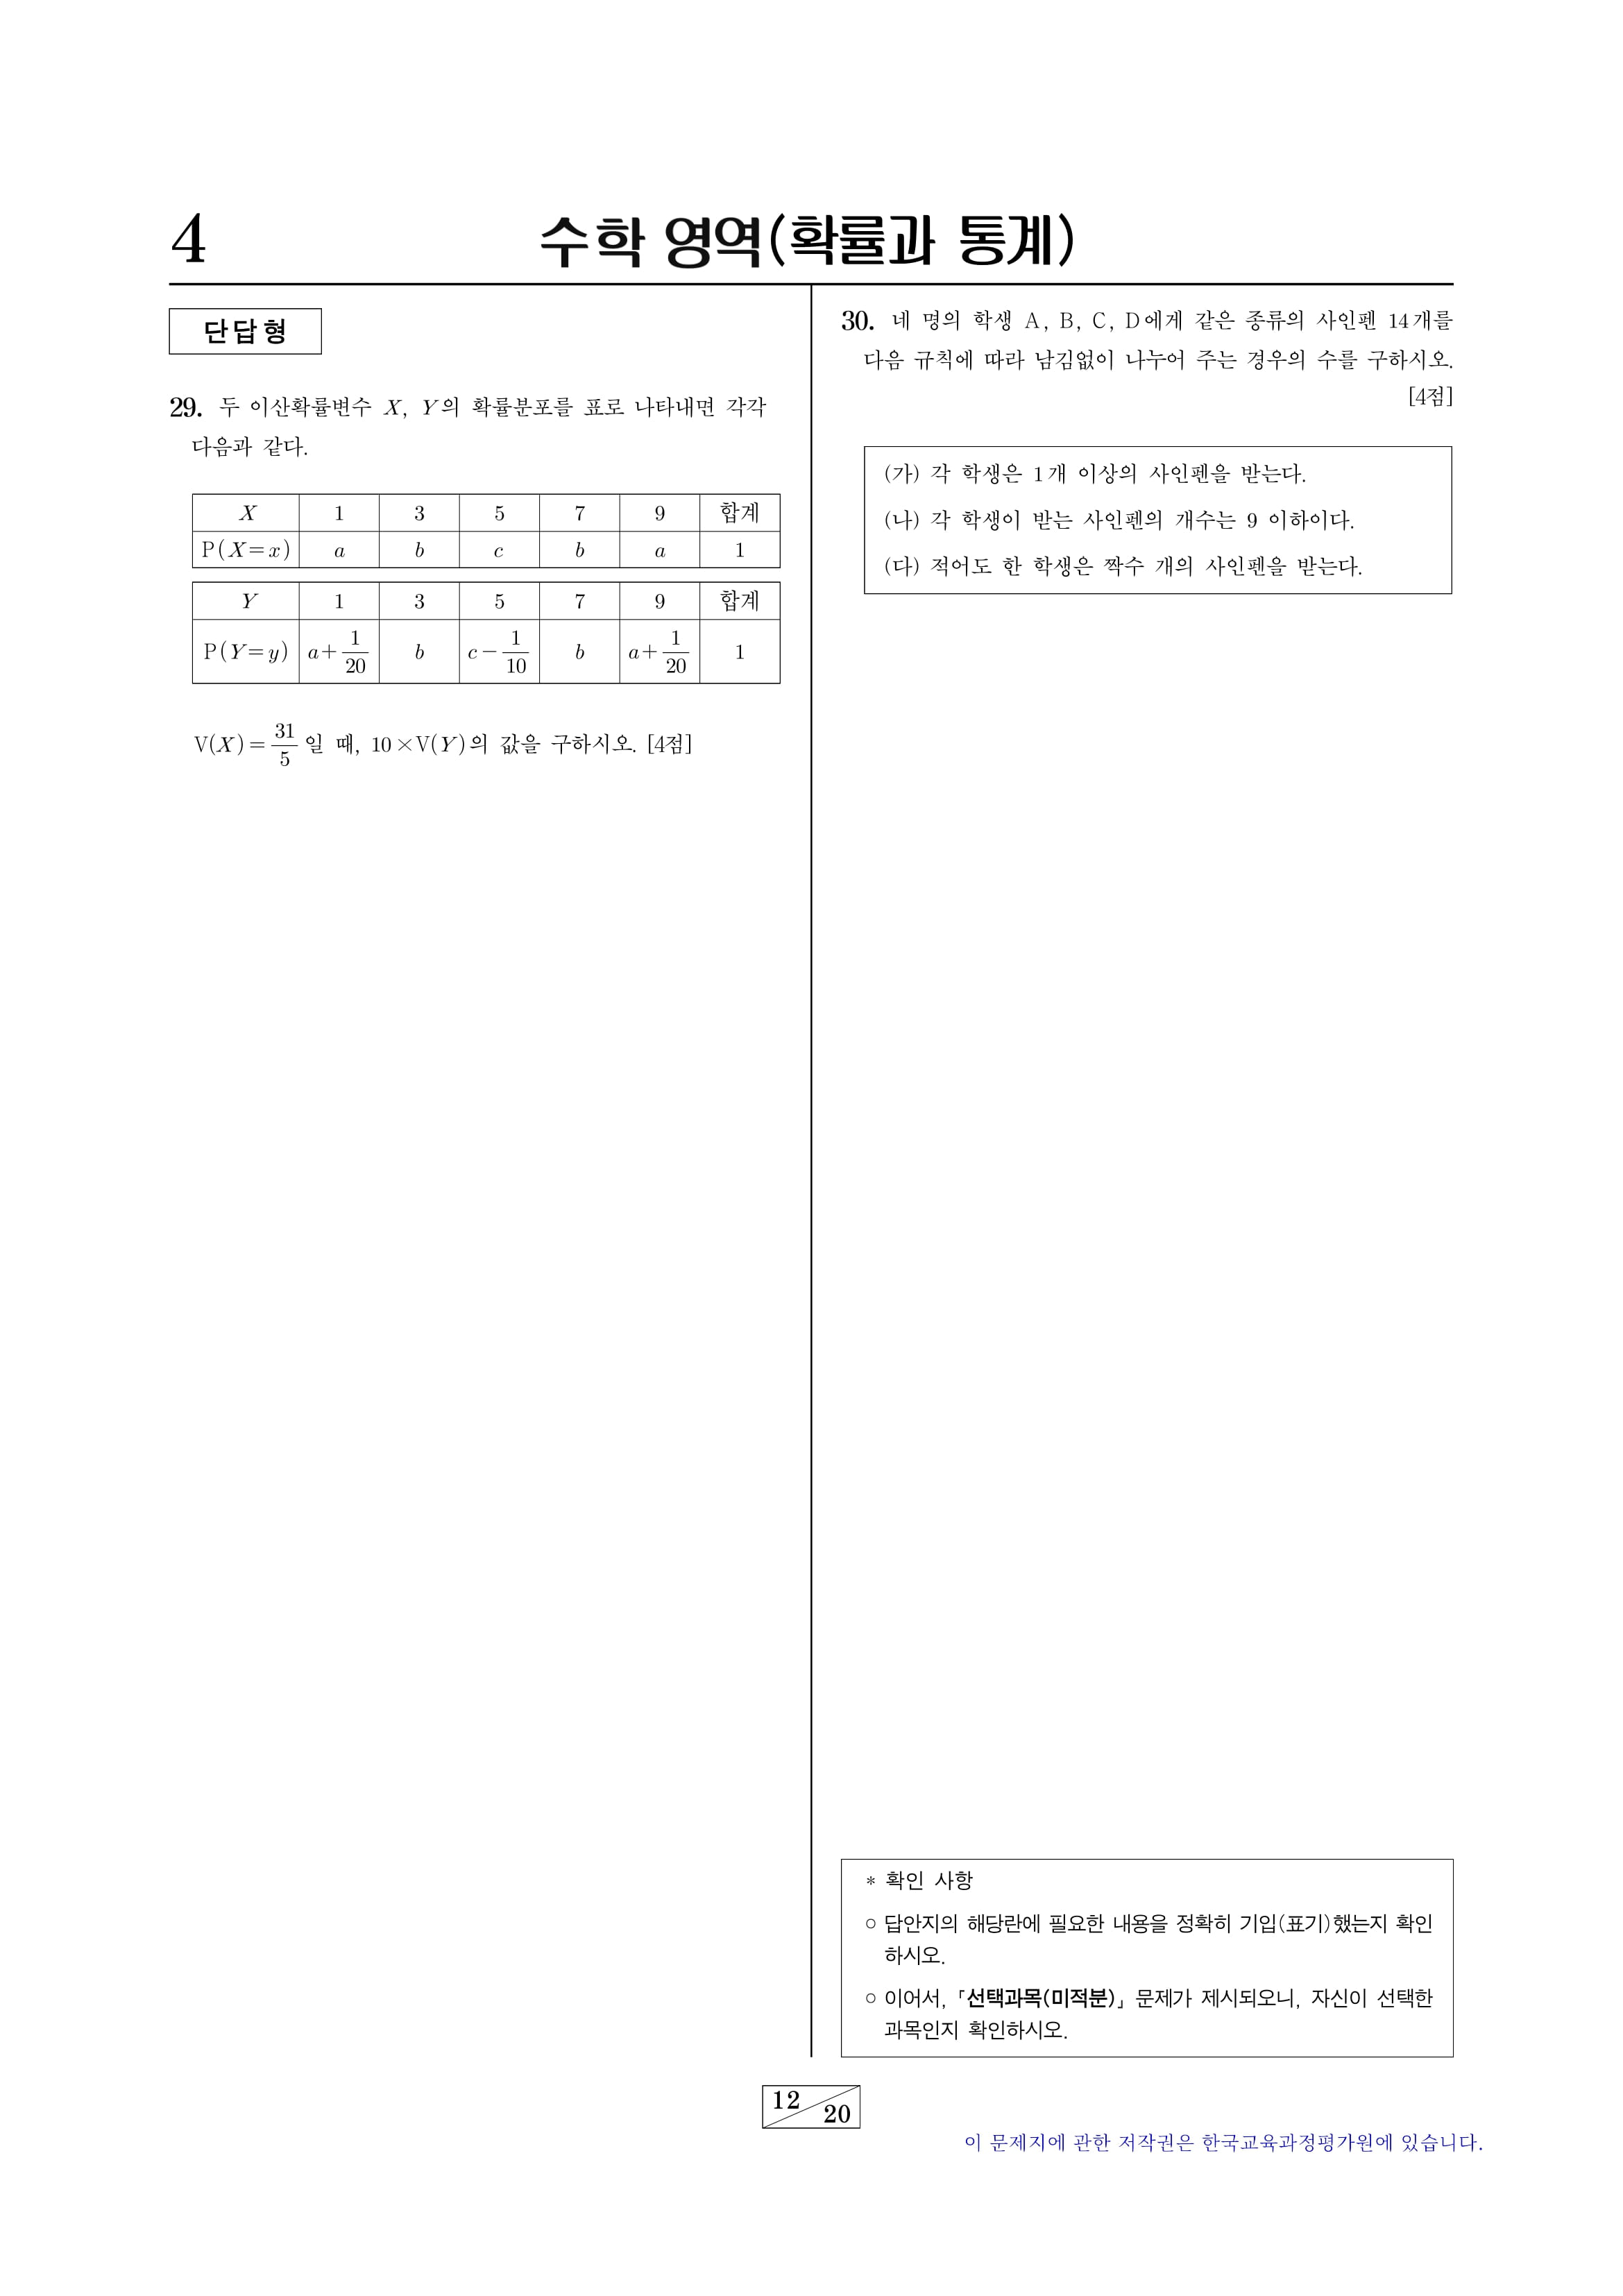 4
수학 영역(확률과 통계)
단답형
29. 두 이산확률변수 X, Y의 확률분포를 표로 나타내면 각각
다음과 같다.
X 1 3 5 7 9 합계
P(X=x) a b c b a 1
Y 1 3 5 7 9 합계
P(Y=y) a+1/20 b c-1/10 b a+1/20 1
V(X)=31/5 일 때, 10×V(Y)의 값을 구하시오. [4점]
30. 네 명의 학생 A, B, C, D에게 같은 종류의 사인펜 14개를
다음 규칙에 따라 남김없이 나누어 주는 경우의 수를 구하시오.
[4점]
(가) 각 학생은 1개 이상의 사인펜을 받는다.
(나) 각 학생이 받는 사인펜의 개수는 9 이하이다.
(다) 적어도 한 학생은 짝수 개의 사인펜을 받는다.
* 확인 사항
○ 답안지의 해당란에 필요한 내용을 정확히 기입(표기)했는지 확인
하시오.
○ 이어서, 「선택과목(미적분)」 문제가 제시되오니, 자신이 선택한
과목인지 확인하시오.
12
20
이 문제지에 관한 저작권은 한국교육과정평가원에 있습니다.